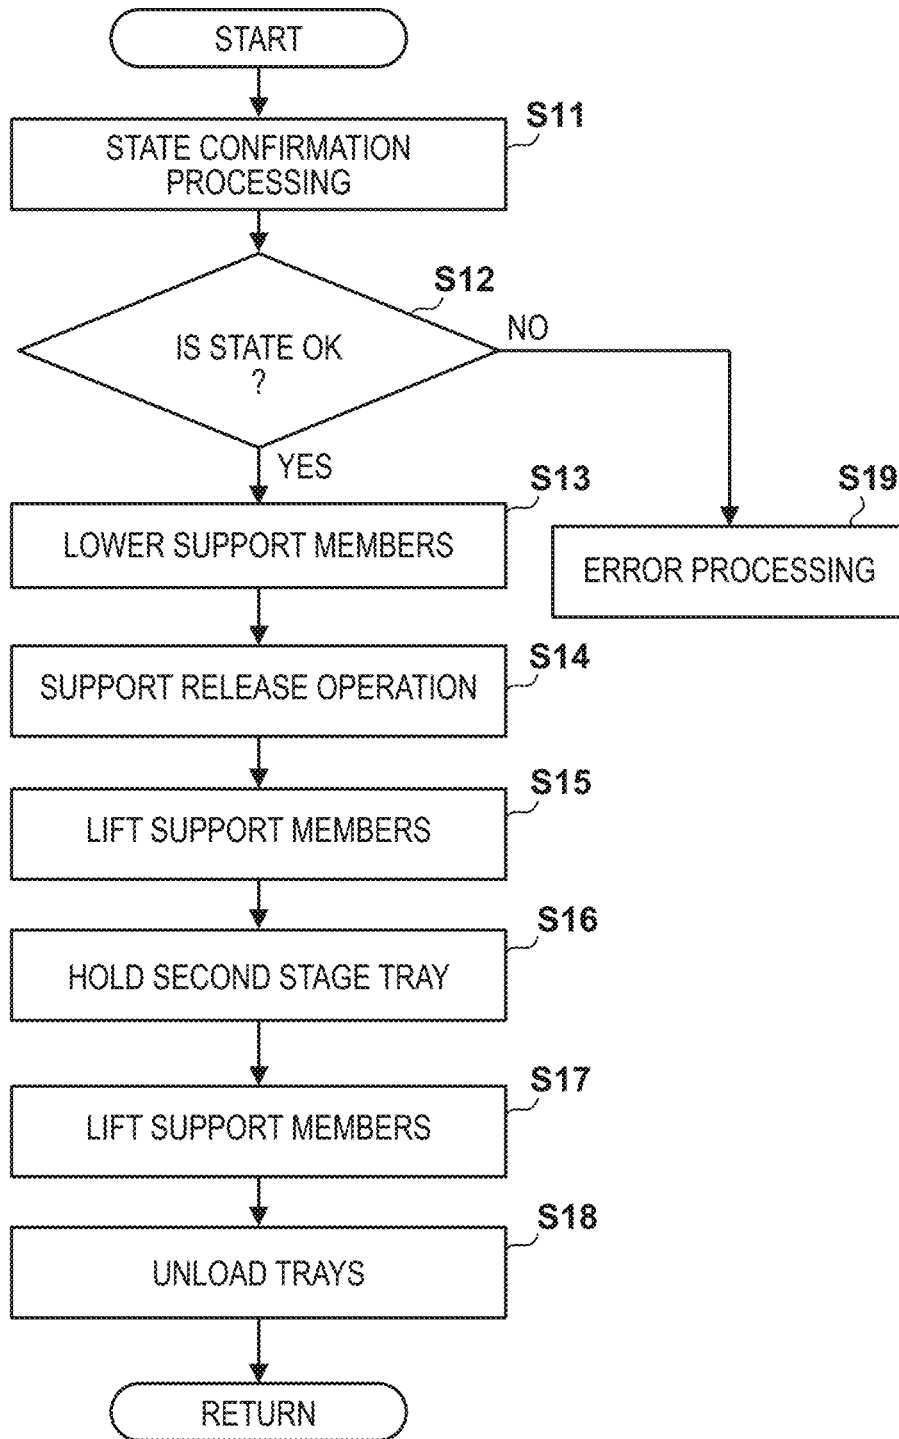 START
S11
STATE CONFIRMATION
PROCESSING
S12
IS STATE OK
?
NO
YES
S13
LOWER SUPPORT MEMBERS
S19
ERROR PROCESSING
S14
SUPPORT RELEASE OPERATION
S15
LIFT SUPPORT MEMBERS
S16
HOLD SECOND STAGE TRAY
S17
LIFT SUPPORT MEMBERS
S18
UNLOAD TRAYS
RETURN